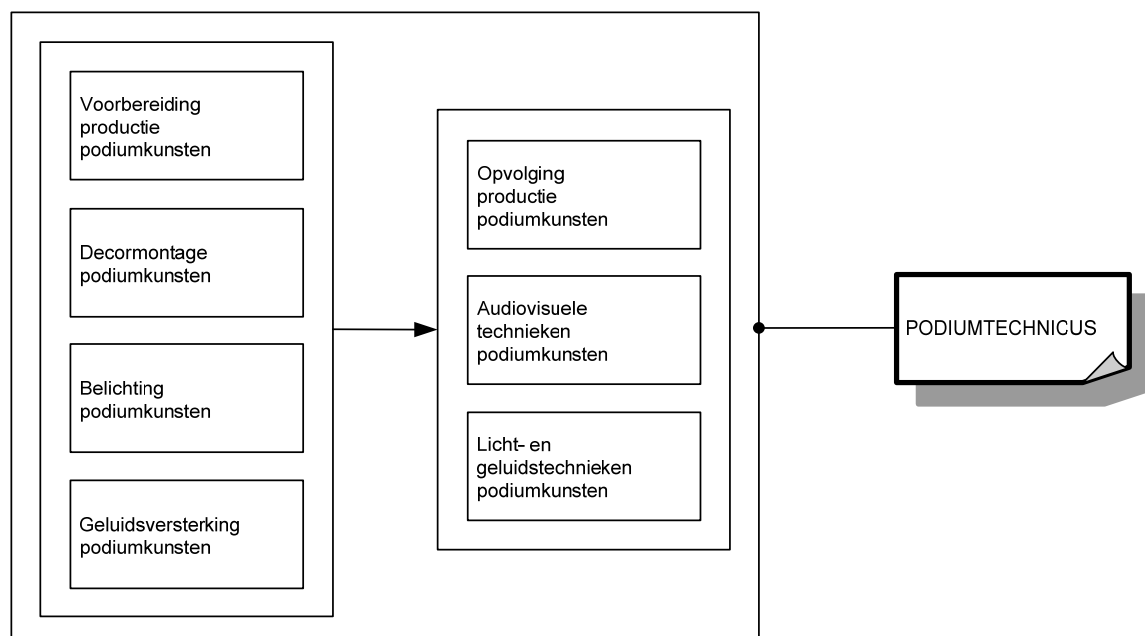 Voorbereiding
productie
podiumkunsten
Decormontage
podiumkunsten
Belichting
podiumkunsten
Geluidsversterking
podiumkunsten
Opvolging
productie
podiumkunsten
Audiovisuele
technieken
podiumkunsten
Licht- en
geluidstechnieken
podiumkunsten
PODIUMTECHNICUS